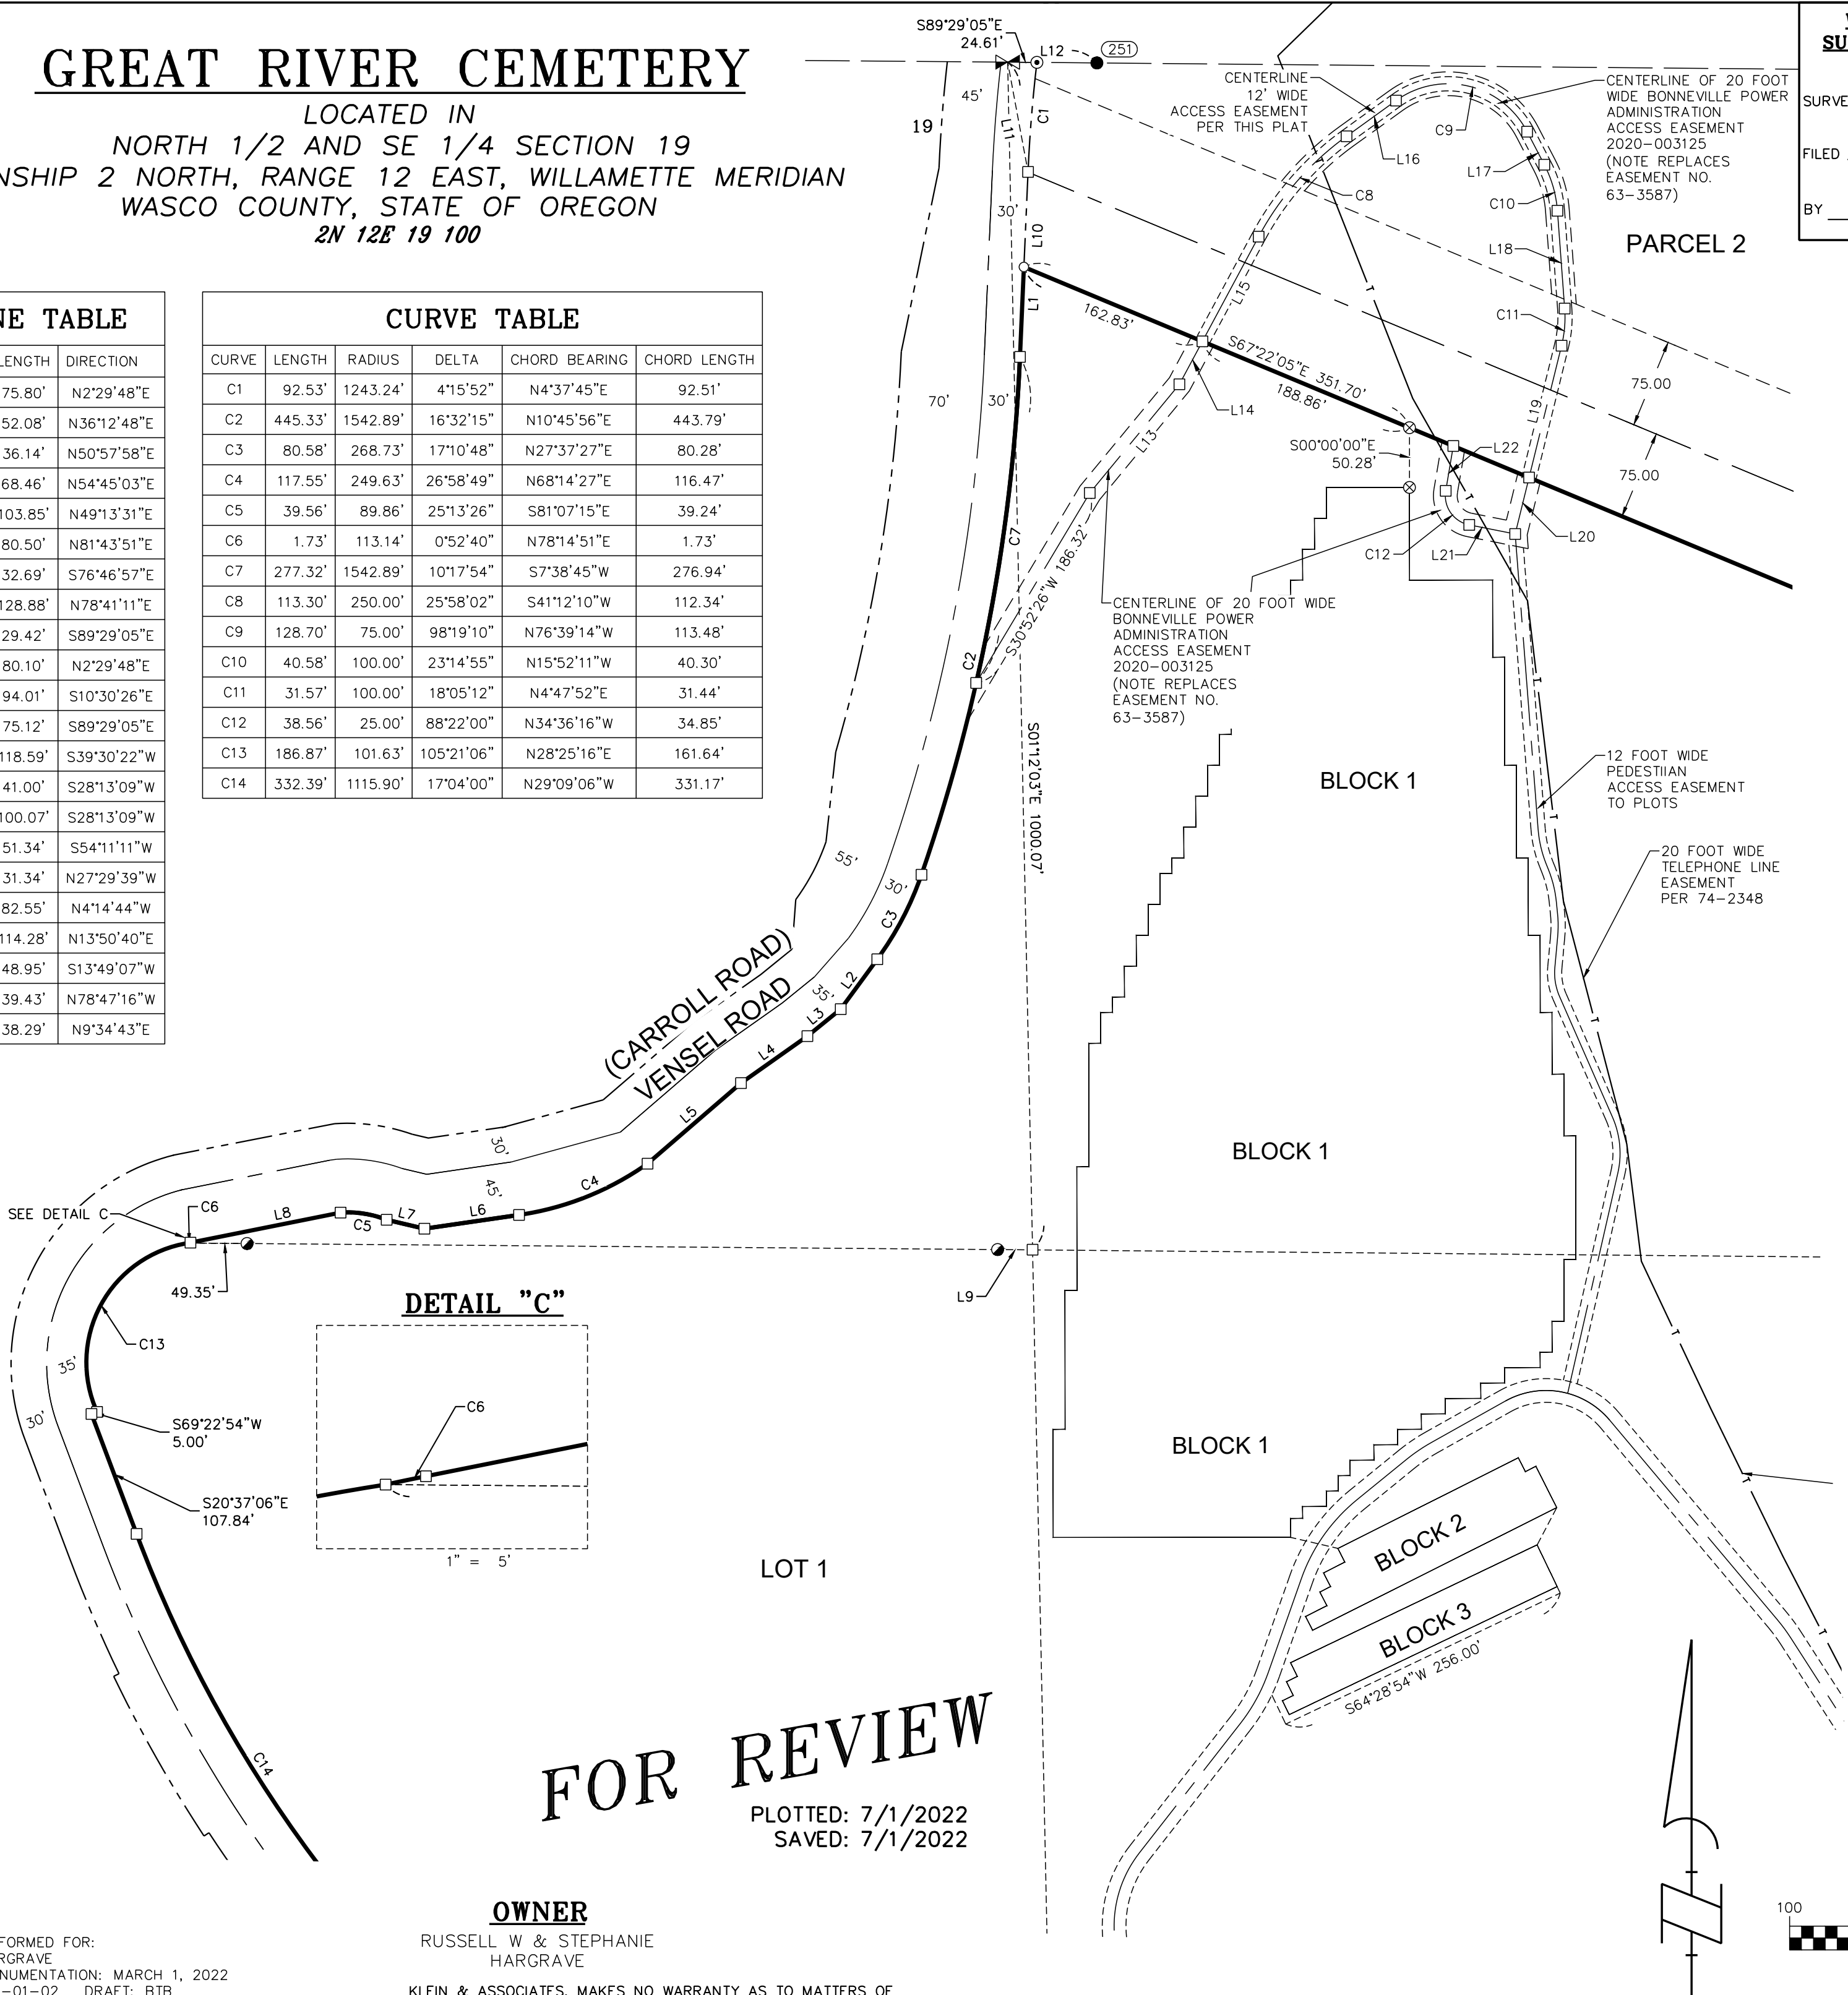 GREAT RIVER CEMETERY
LOCATED IN
NORTH 1/2 AND SE 1/4 SECTION 19
NSHIP 2 NORTH, RANGE 12 EAST, WILLAMETTE MERIDIAN
WASCO COUNTY, STATE OF OREGON
2N 12E 19 100
NE TABLE
LENGTH DIRECTION
75.80' N2°29'48"E
52.08' N36°12'48"E
36.14' N50°57'58"E
68.46' N54°45'03"E
103.85' N49°13'31"E
80.50' N81°43'51"E
32.69' S76°46'57"E
128.88' N78°41'11"E
29.42' S89°29'05"E
80.10' N2°29'48"E
94.01' S10°30'26"E
75.12' S89°29'05"E
118.59' S39°30'22"W
41.00' S28°13'09"W
100.07' S28°13'09"W
51.34' S54°11'11"W
31.34' N27°29'39"W
82.55' N4°14'44"W
114.28' N13°50'40"E
48.95' S13°49'07"W
39.43' N78°47'16"W
38.29' N9°34'43"E
CURVE TABLE
CURVE LENGTH RADIUS DELTA CHORD BEARING CHORD LENGTH
C1 92.53' 1243.24' 4°15'52" N4°37'45"E 92.51'
C2 445.33' 1542.89' 16°32'15" N10°45'56"E 443.79'
C3 80.58' 268.73' 17°10'48" N27°37'27"E 80.28'
C4 117.55' 249.63' 26°58'49" N68°14'27"E 116.47'
C5 39.56' 89.86' 25°13'26" S81°07'15"E 39.24'
C6 1.73' 113.14' 0°52'40" N78°14'51"E 1.73'
C7 277.32' 1542.89' 10°17'54" S7°38'45"W 276.94'
C8 113.30' 250.00' 25°58'02" S41°12'10"W 112.34'
C9 128.70' 75.00' 98°19'10" N76°39'14"W 113.48'
C10 40.58' 100.00' 23°14'55" N15°52'11"W 40.30'
C11 31.57' 100.00' 18°05'12" N4°47'52"E 31.44'
C12 38.56' 25.00' 88°22'00" N34°36'16"W 34.85'
C13 186.87' 101.63' 105°21'06" N28°25'16"E 161.64'
C14 332.39' 1115.90' 17°04'00" N29°09'06"W 331.17'
S89°29'05"E
24.61'
L12
251
45'
19
L11
C1
30'
L10
L1
70'
30'
CENTERLINE
12' WIDE
ACCESS EASEMENT
PER THIS PLAT
L16
C9
C8
L17
C10
L18
C11
CENTERLINE OF 20 FOOT
WIDE BONNEVILLE POWER
ADMINISTRATION
ACCESS EASEMENT
2020-003125
(NOTE REPLACES
EASEMENT NO.
63-3587)
SU
SURVE
FILED
BY
PARCEL 2
L15
162.83'
S67°22'05"E 351.70'
188.86'
L14
L13
L19
75.00
75.00
S00°00'00"E
50.28'
L22
L20
C12
L21
C7
C2
S30°52'26"W 186.32'
CENTERLINE OF 20 FOOT WIDE
BONNEVILLE POWER
ADMINISTRATION
ACCESS EASEMENT
2020-003125
(NOTE REPLACES
EASEMENT NO.
63-3587)
S01°12'03"E 1000.07'
BLOCK 1
12 FOOT WIDE
PEDESTIIAN
ACCESS EASEMENT
TO PLOTS
20 FOOT WIDE
TELEPHONE LINE
EASEMENT
PER 74-2348
T T T T T T T T T
55'
30'
C3
(CARROLL ROAD)
VENSEL ROAD
35'
L2
L3
L4
L5
BLOCK 1
30'
45'
C4
SEE DETAIL C
C6
L8
C5
L7
L6
49.35'
L9
C13
35'
30'
DETAIL "C"
C6
1" = 5'
S69°22'54"W
5.00'
S20°37'06"E
107.84'
BLOCK 1
BLOCK 2
BLOCK 3
S64°28'54"W 256.00'
LOT 1
C14
FOR REVIEW
PLOTTED: 7/1/2022
SAVED: 7/1/2022
OWNER
RUSSELL W & STEPHANIE
HARGRAVE
FORMED FOR:
RGRAVE
NUMENTATION: MARCH 1, 2022
-01-02 DRAFT: BTB
KLEIN & ASSOCIATES, MAKES NO WARRANTY AS TO MATTERS OF
100